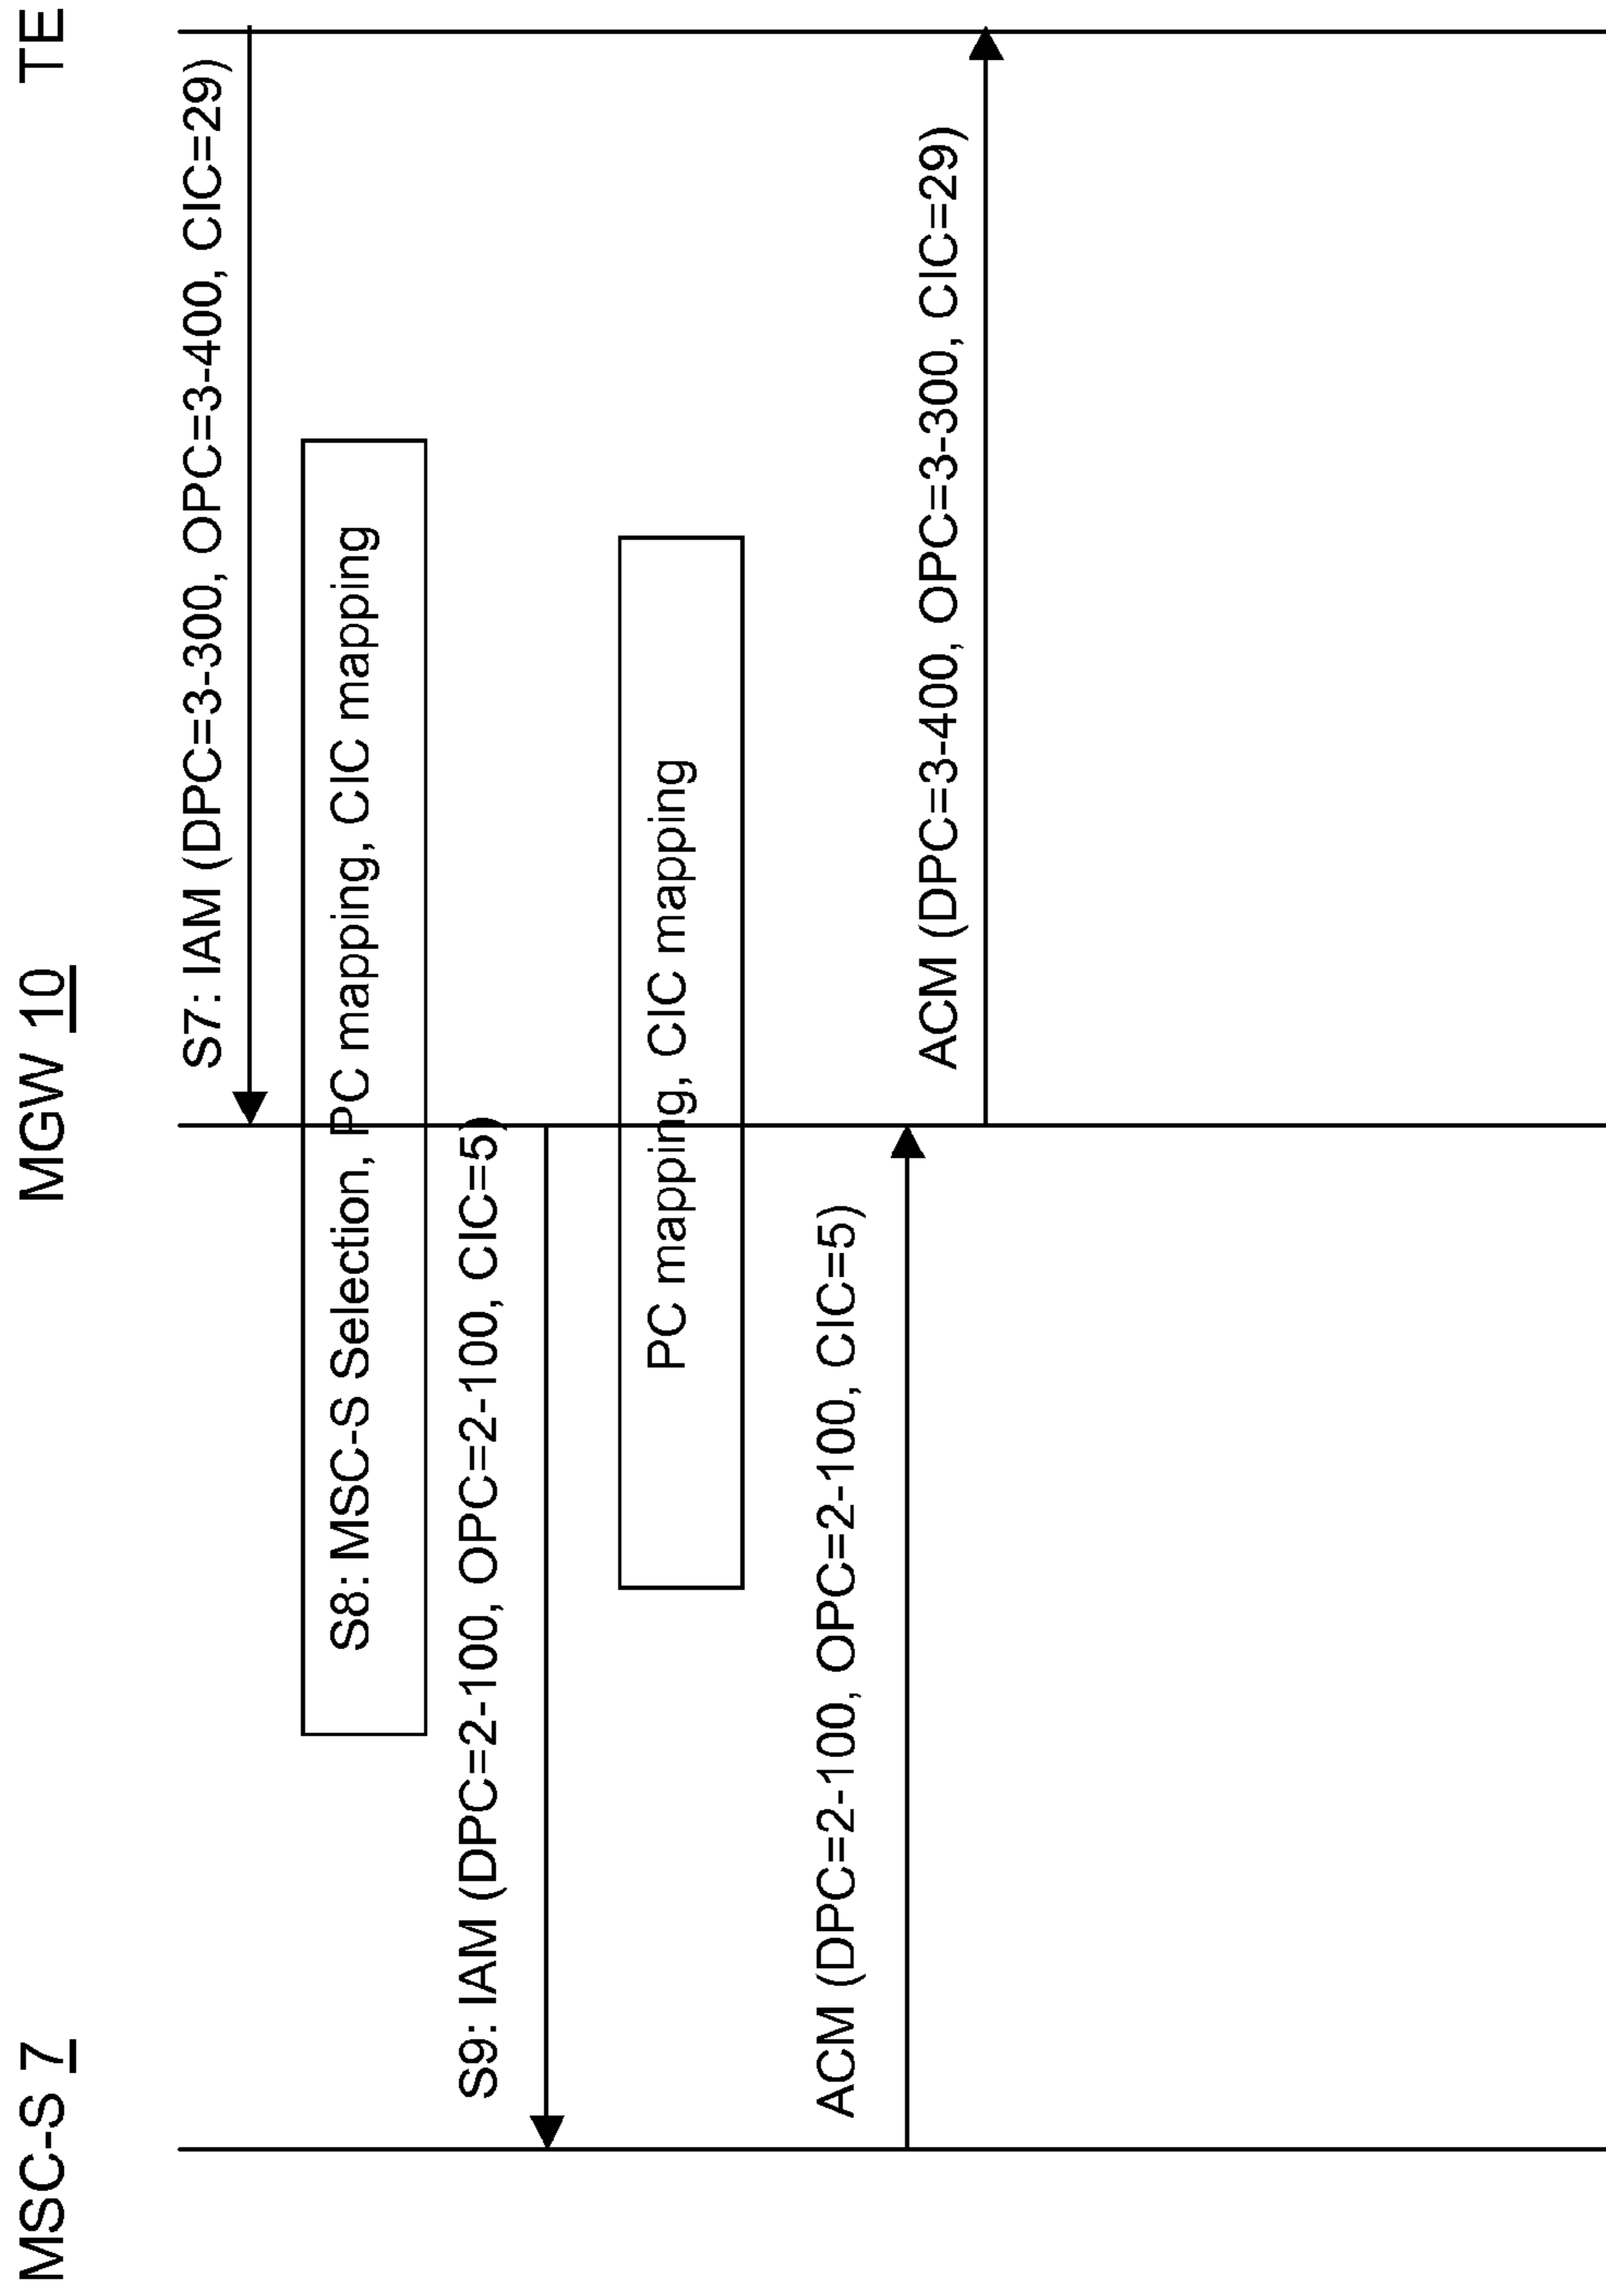 MSC-S 7
MGW 10
TE
S7: IAM (DPC=3-300, OPC=3-400, CIC=29)
S8: MSC-S Selection, PC mapping, CIC mapping
S9: IAM (DPC=2-100, OPC=2-100, CIC=5)
PC mapping, CIC mapping
ACM (DPC=2-100, OPC=2-100, CIC=5)
ACM (DPC=3-400, OPC=3-300, CIC=29)